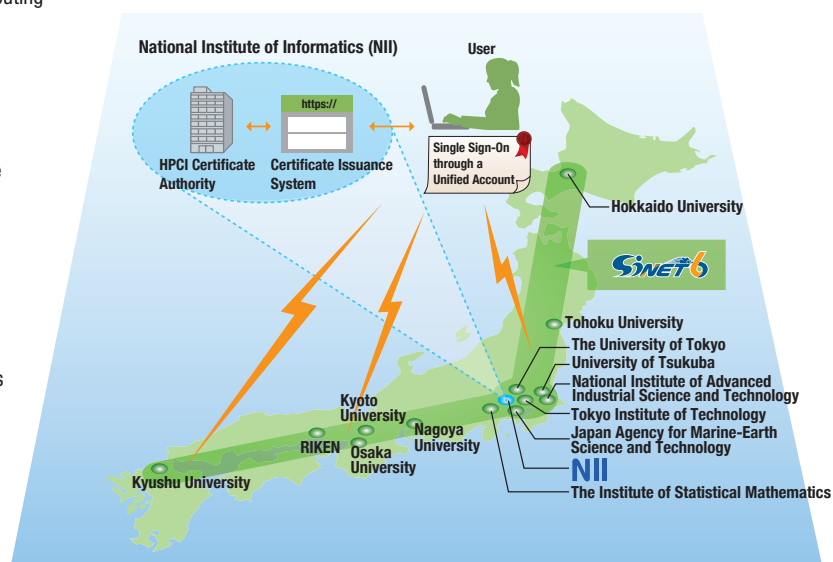 outing
National Institute of Informatics (NII)
User
https://
HPCI Certificate
Authority
Certificate Issuance
System
Single Sign-On
through a
Unified Account
Hokkaido University
SINET6
Tohoku University
The University of Tokyo
University of Tsukuba
National Institute of Advanced
Industrial Science and Technology
Tokyo Institute of Technology
Japan Agency for Marine-Earth
Science and Technology
NII
The Institute of Statistical Mathematics
Kyoto
University
Nagoya
University
RIKEN
Osaka
University
Kyushu University